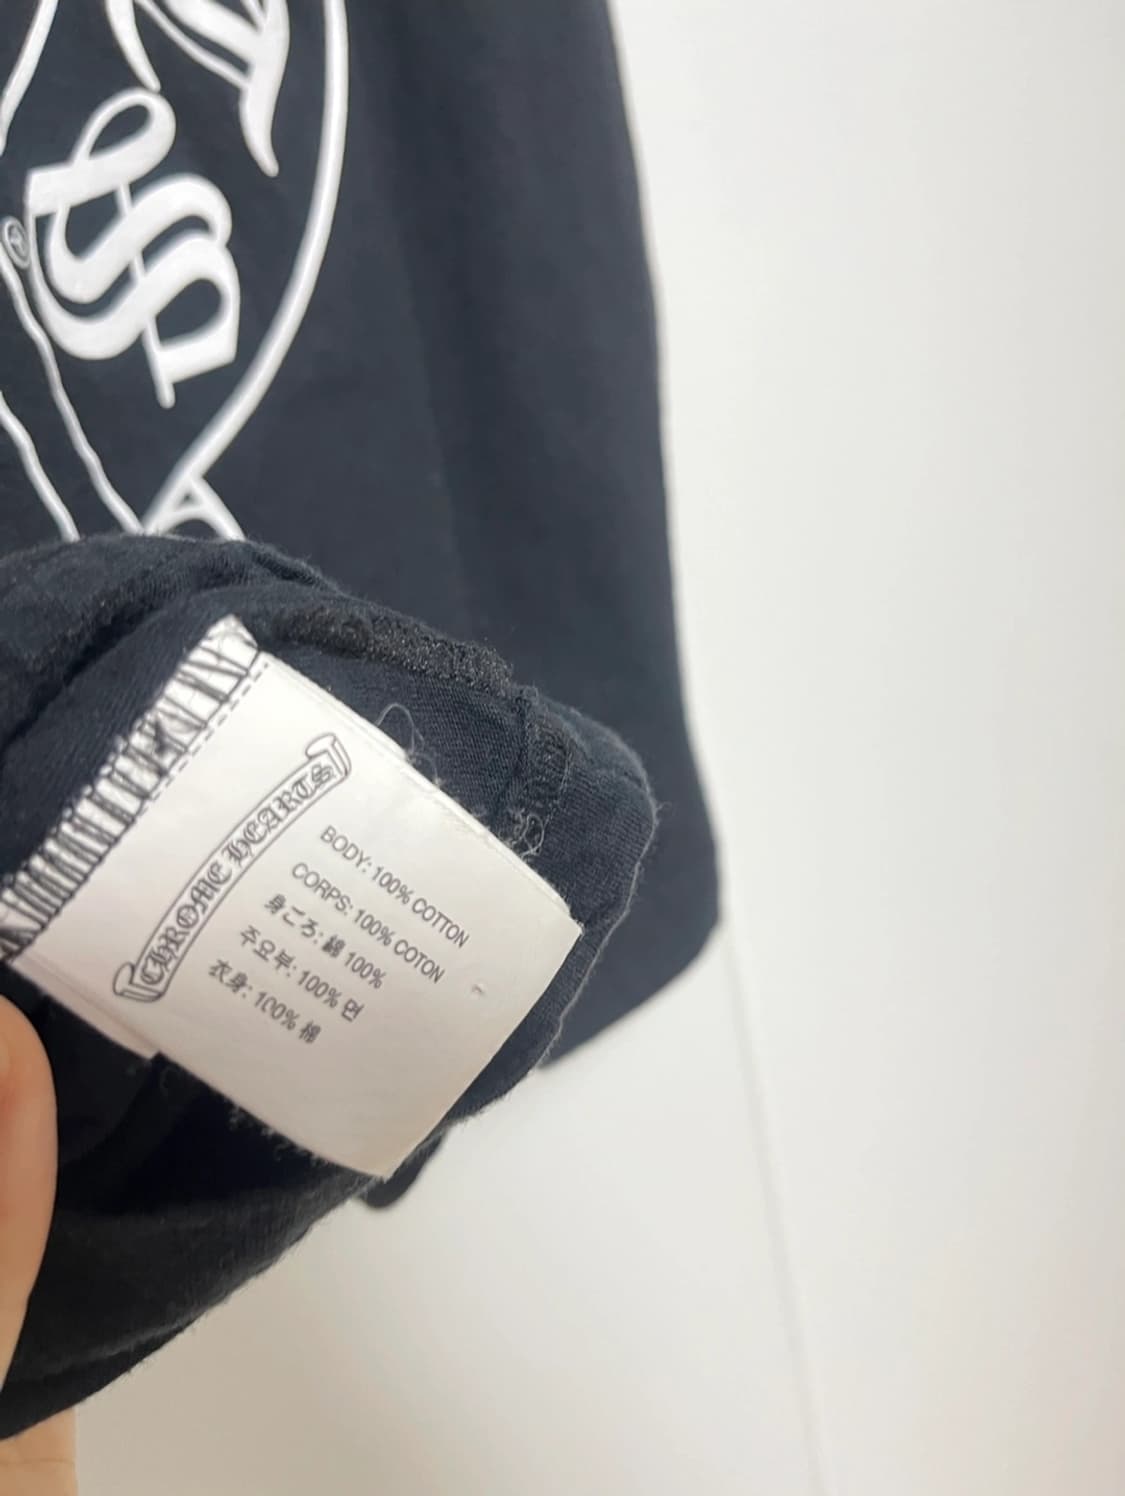 S
®
CHROME HEARTS
BODY: 100% COTTON
CORPS: 100% COTON
身ごろ: 綿 100%
주요부: 100% 면
衣身: 100% 棉